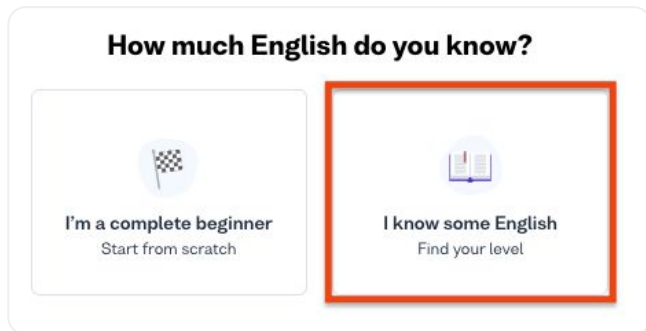 How much English do you know?
I'm a complete beginner
Start from scratch
I know some English
Find your level